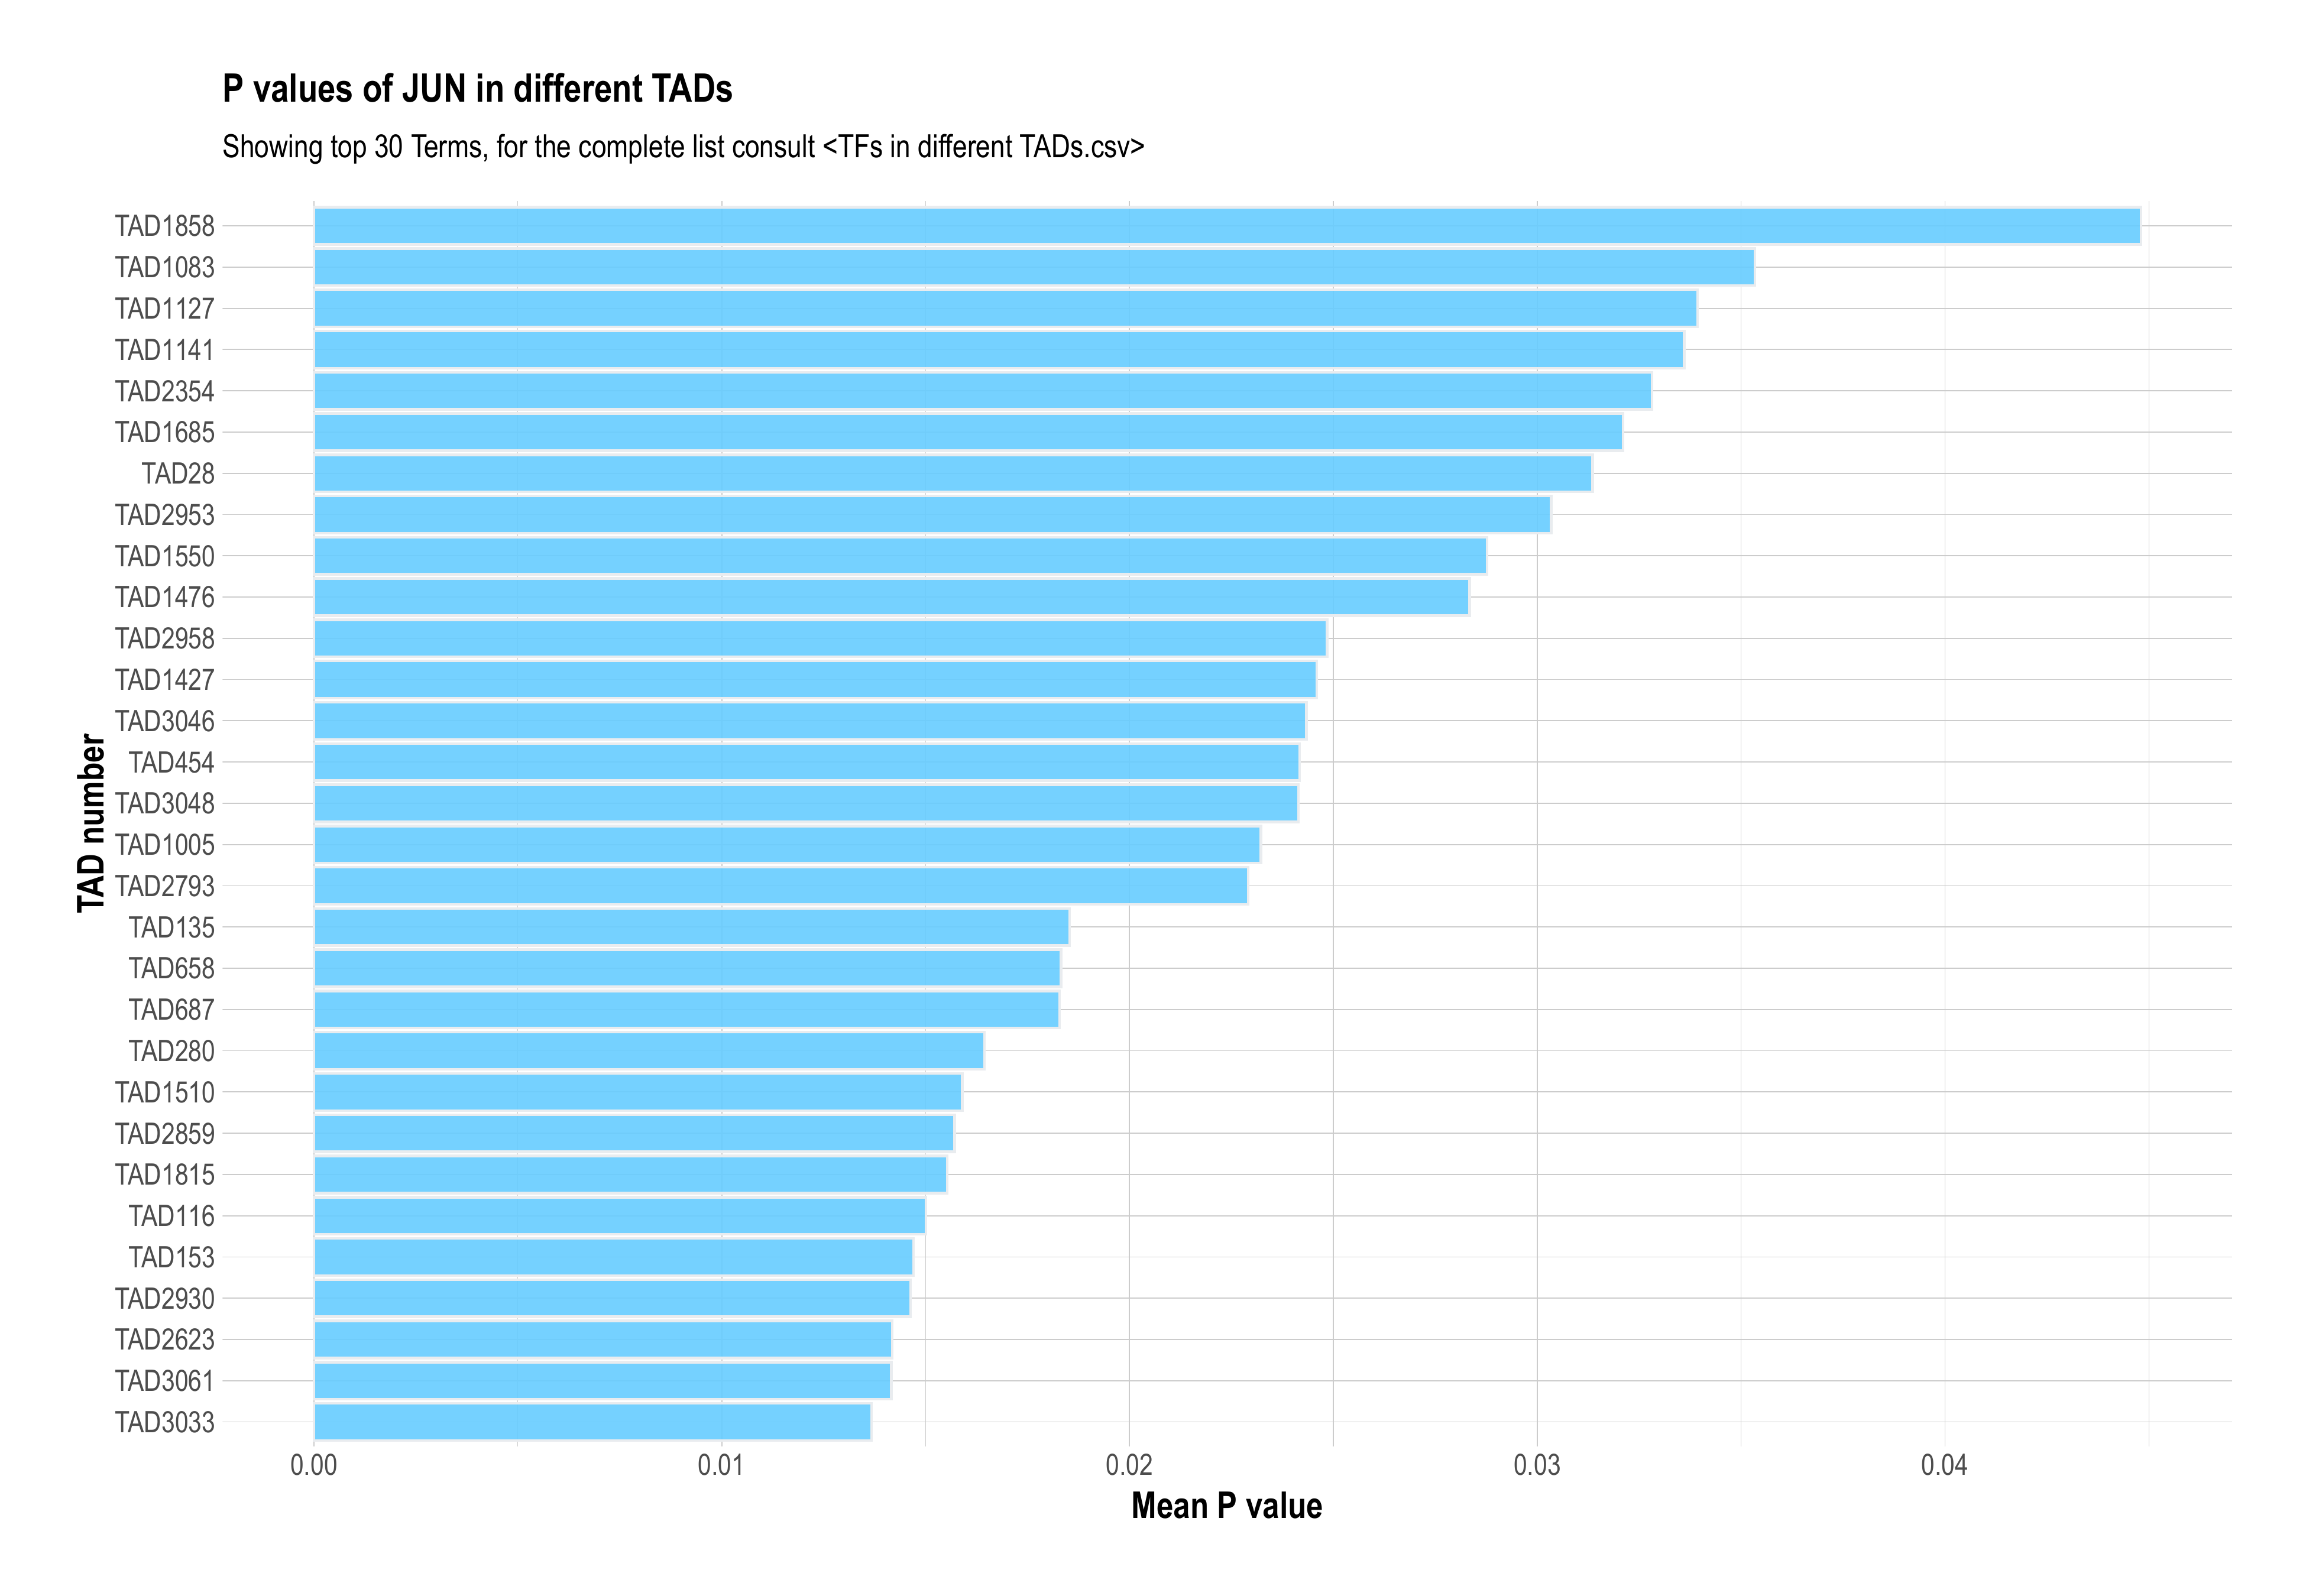 P values of JUN in different TADs
Showing top 30 Terms, for the complete list consult <TFs in different TADs.csv>
TAD number
TAD1858
TAD1083
TAD1127
TAD1141
TAD2354
TAD1685
TAD28
TAD2953
TAD1550
TAD1476
TAD2958
TAD1427
TAD3046
TAD454
TAD3048
TAD1005
TAD2793
TAD135
TAD658
TAD687
TAD280
TAD1510
TAD2859
TAD1815
TAD116
TAD153
TAD2930
TAD2623
TAD3061
TAD3033
0.00 0.01 0.02 0.03 0.04
Mean P value